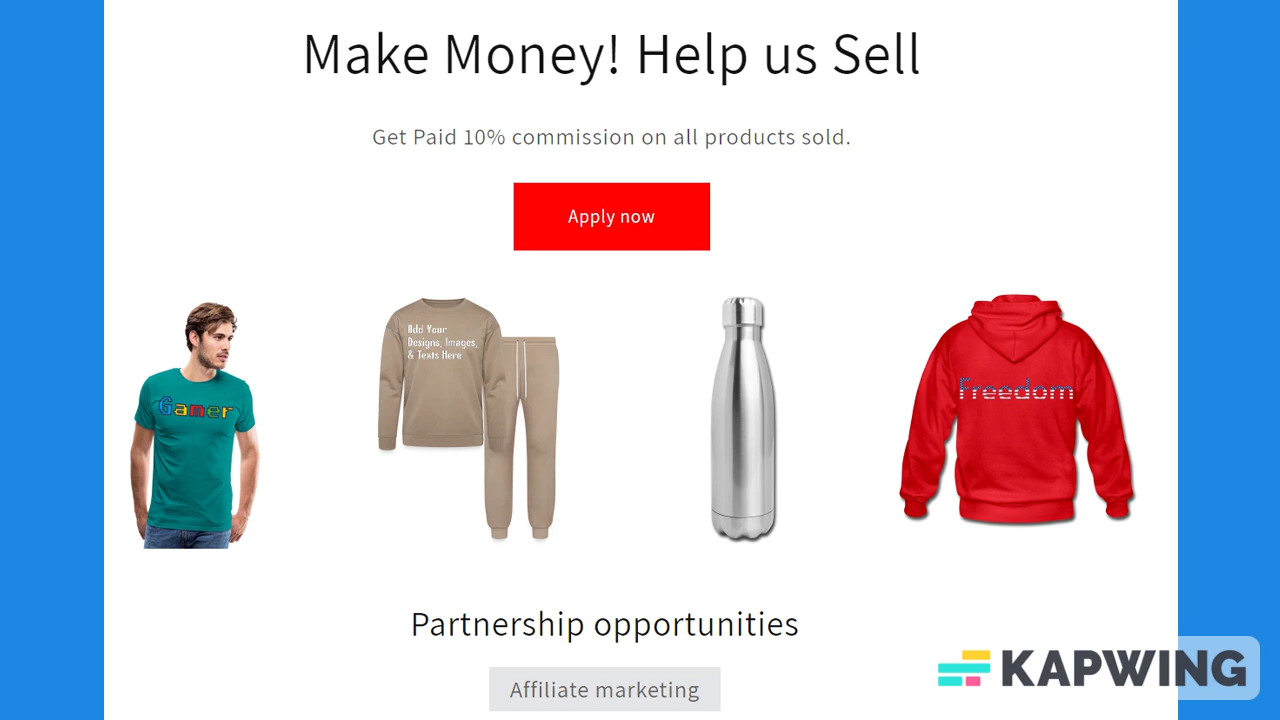 Make Money! Help us Sell
Get Paid 10% commission on all products sold.
Apply now
Gamer
Add Your
Designs, Images,
& Texts Here
Freedom
Partnership opportunities
Affiliate marketing
KAPWING